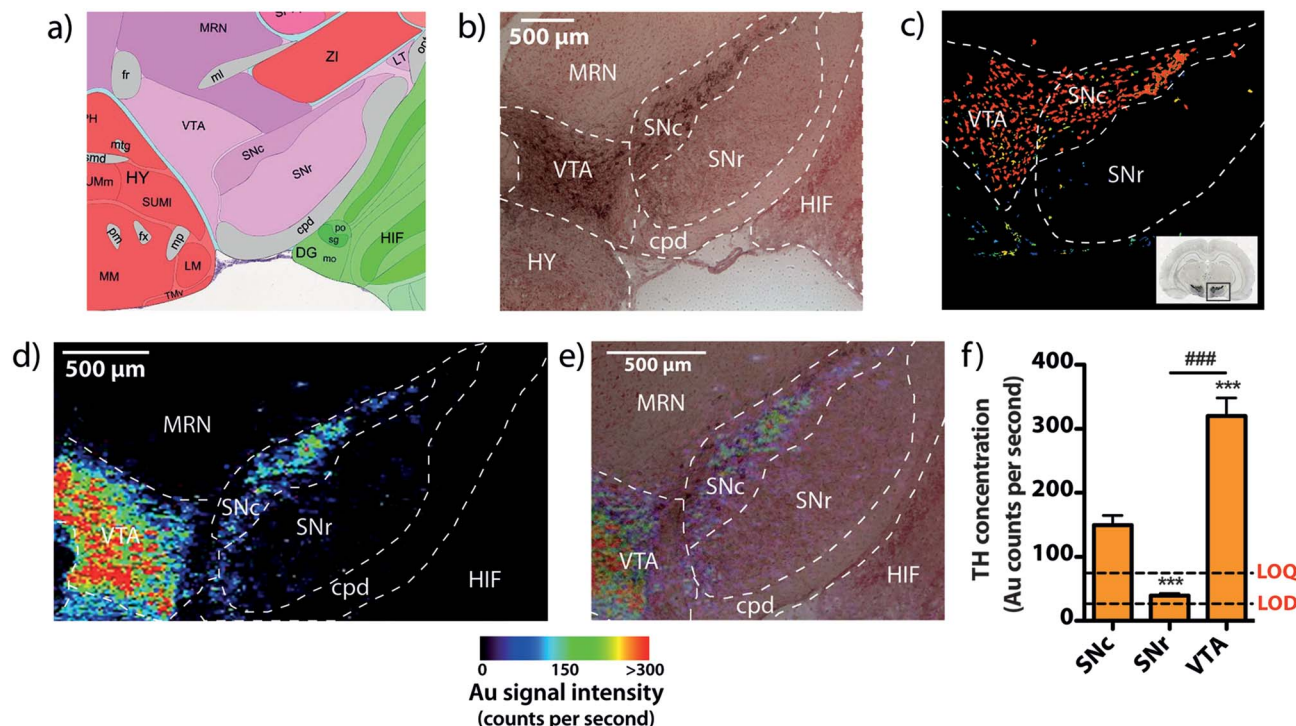 a)
MRN
fr
ml
ZI
LT
VTA
SNc
SNr
mtg
smd
HY
SUMl
cpd
pm
fx
mp
MM
LM
TMv
po
sg
DG
mo
HIF
b)
500 µm
MRN
SNc
VTA
SNr
HIF
cpd
HY
c)
SNc
VTA
SNr
d)
500 µm
MRN
SNc
SNr
VTA
cpd
HIF
e)
500 µm
MRN
SNc
SNr
VTA
HIF
cpd
0 150 >300
Au signal intensity
(counts per second)
f)
TH concentration
(Au counts per second)
400
300
200
100
0
###
***
***
LOQ
LOD
SNc SNr VTA